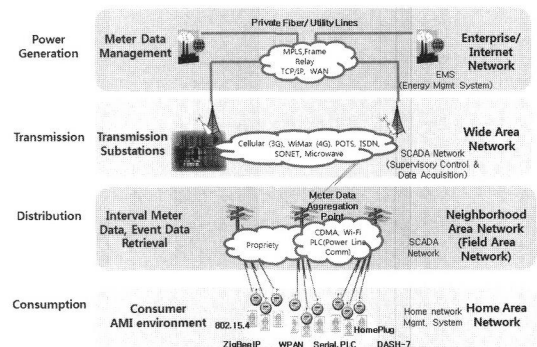 Private Fiber/ Utility Lines
Power
Generation
Meter Data
Management
MPLS,Frame
Relay
TCP/IP, WAN
Enterprise/
Internet
Network
EMS
(Energy Mgmt System)
Transmission
Transmission
Substations
Cellular (3G), WiMax (4G), POTS, ISDN,
SONET, Microwave
Wide Area
Network
SCADA Network
(Supervisory Control &
Data Acquisition)
Meter Data
Aggregation
Point
Distribution
Interval Meter
Data, Event Data
Retrieval
Propriety
CDMA, Wi-Fi
PLC(Power Line
Comm)
Neighborhood
Area Network
(Field Area
Network)
SCADA
Network
Consumption
Consumer
AMI environment
802.15.4
HomePlug
Home network
Mgmt. System
Home Area
Network
ZigBeeIP
WPAN
Serial, PLC
DASH-7